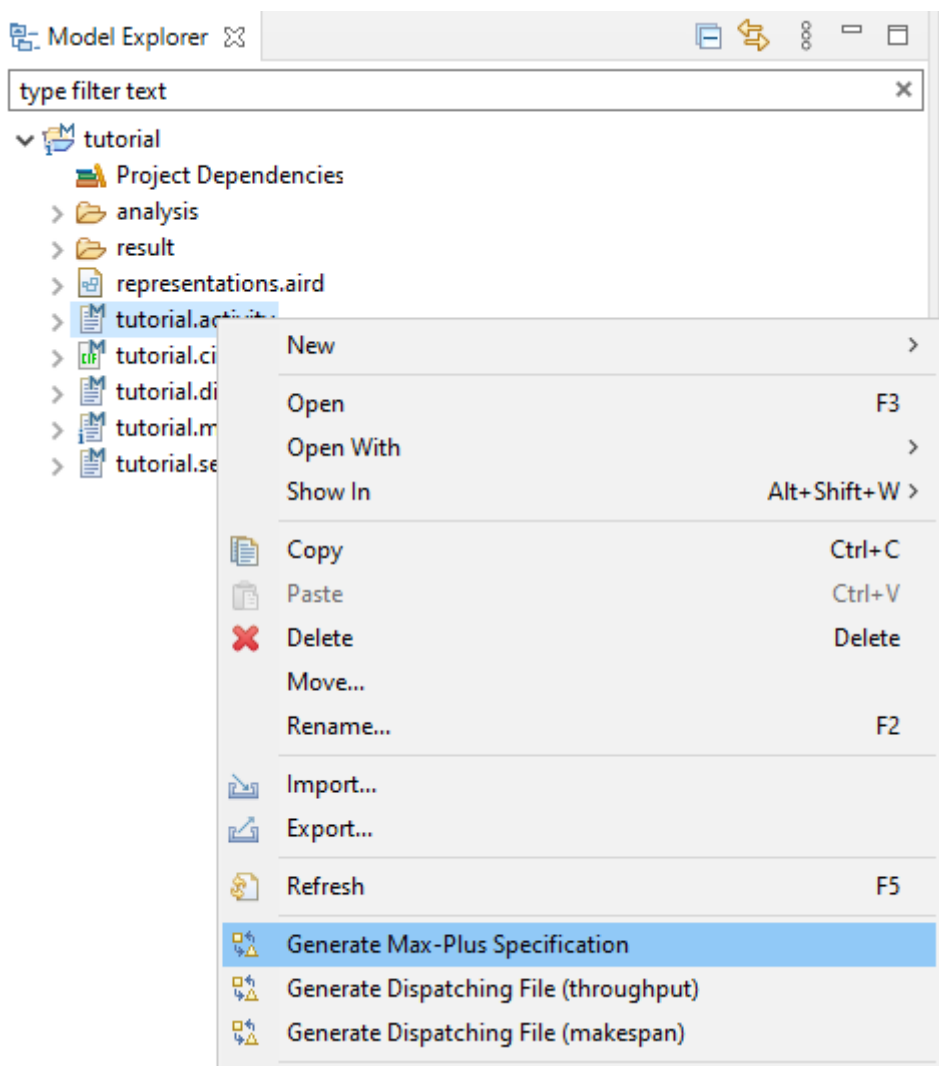 Model Explorer
type filter text
tutorial
Project Dependencies
analysis
result
representations.aird
tutorial.activity
tutorial.ci
tutorial.di
tutorial.m
tutorial.se
New
Open F3
Open With
Show In Alt+Shift+W
Copy Ctrl+C
Paste Ctrl+V
Delete Delete
Move...
Rename... F2
Import...
Export...
Refresh F5
Generate Max-Plus Specification
Generate Dispatching File (throughput)
Generate Dispatching File (makespan)